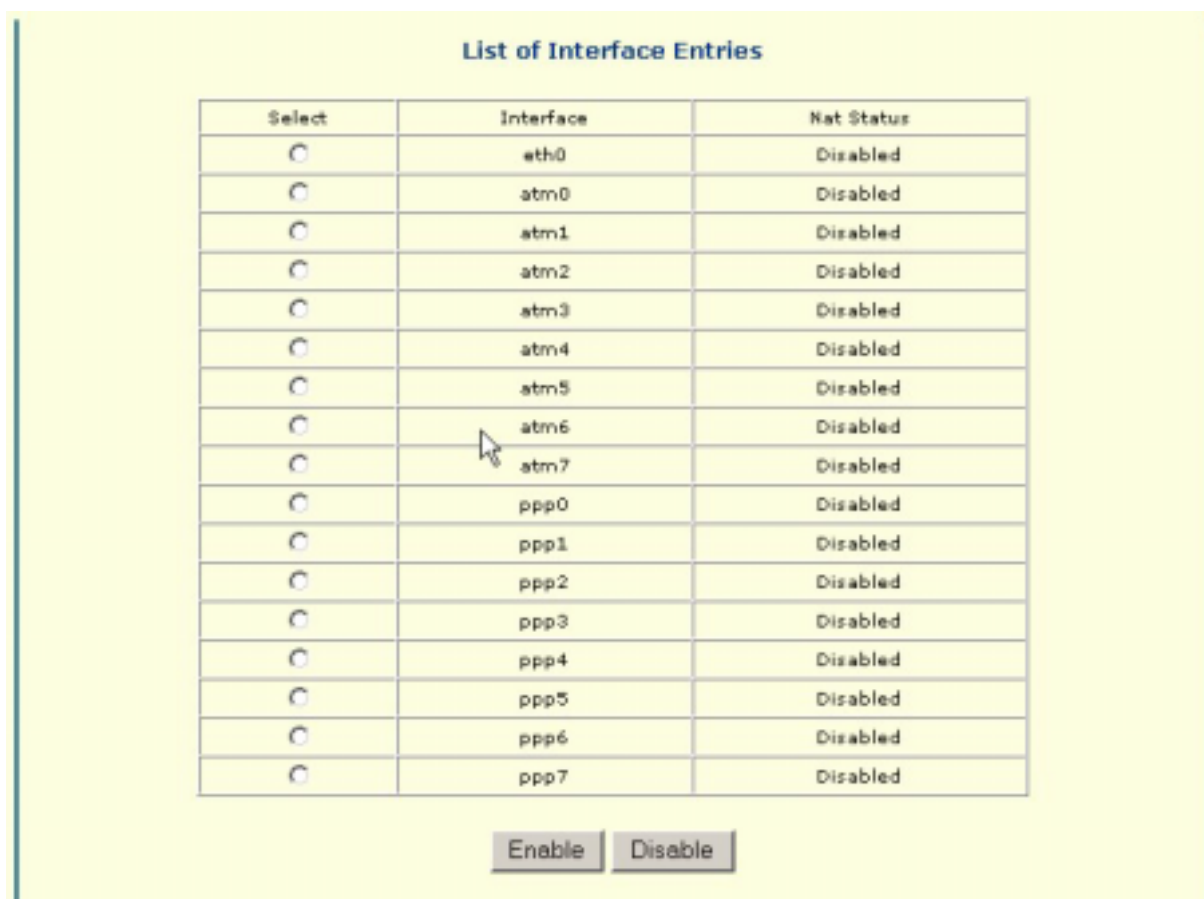 List of Interface Entries
Select Interface Nat Status
eth0 Disabled
atm0 Disabled
atm1 Disabled
atm2 Disabled
atm3 Disabled
atm4 Disabled
atm5 Disabled
atm6 Disabled
atm7 Disabled
ppp0 Disabled
ppp1 Disabled
ppp2 Disabled
ppp3 Disabled
ppp4 Disabled
ppp5 Disabled
ppp6 Disabled
ppp7 Disabled
Enable Disable